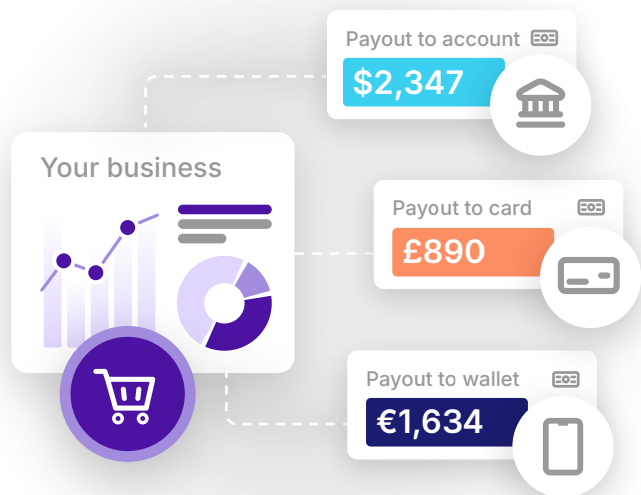 Payout to account
$2,347
Your business
Payout to card
£890
Payout to wallet
€1,634